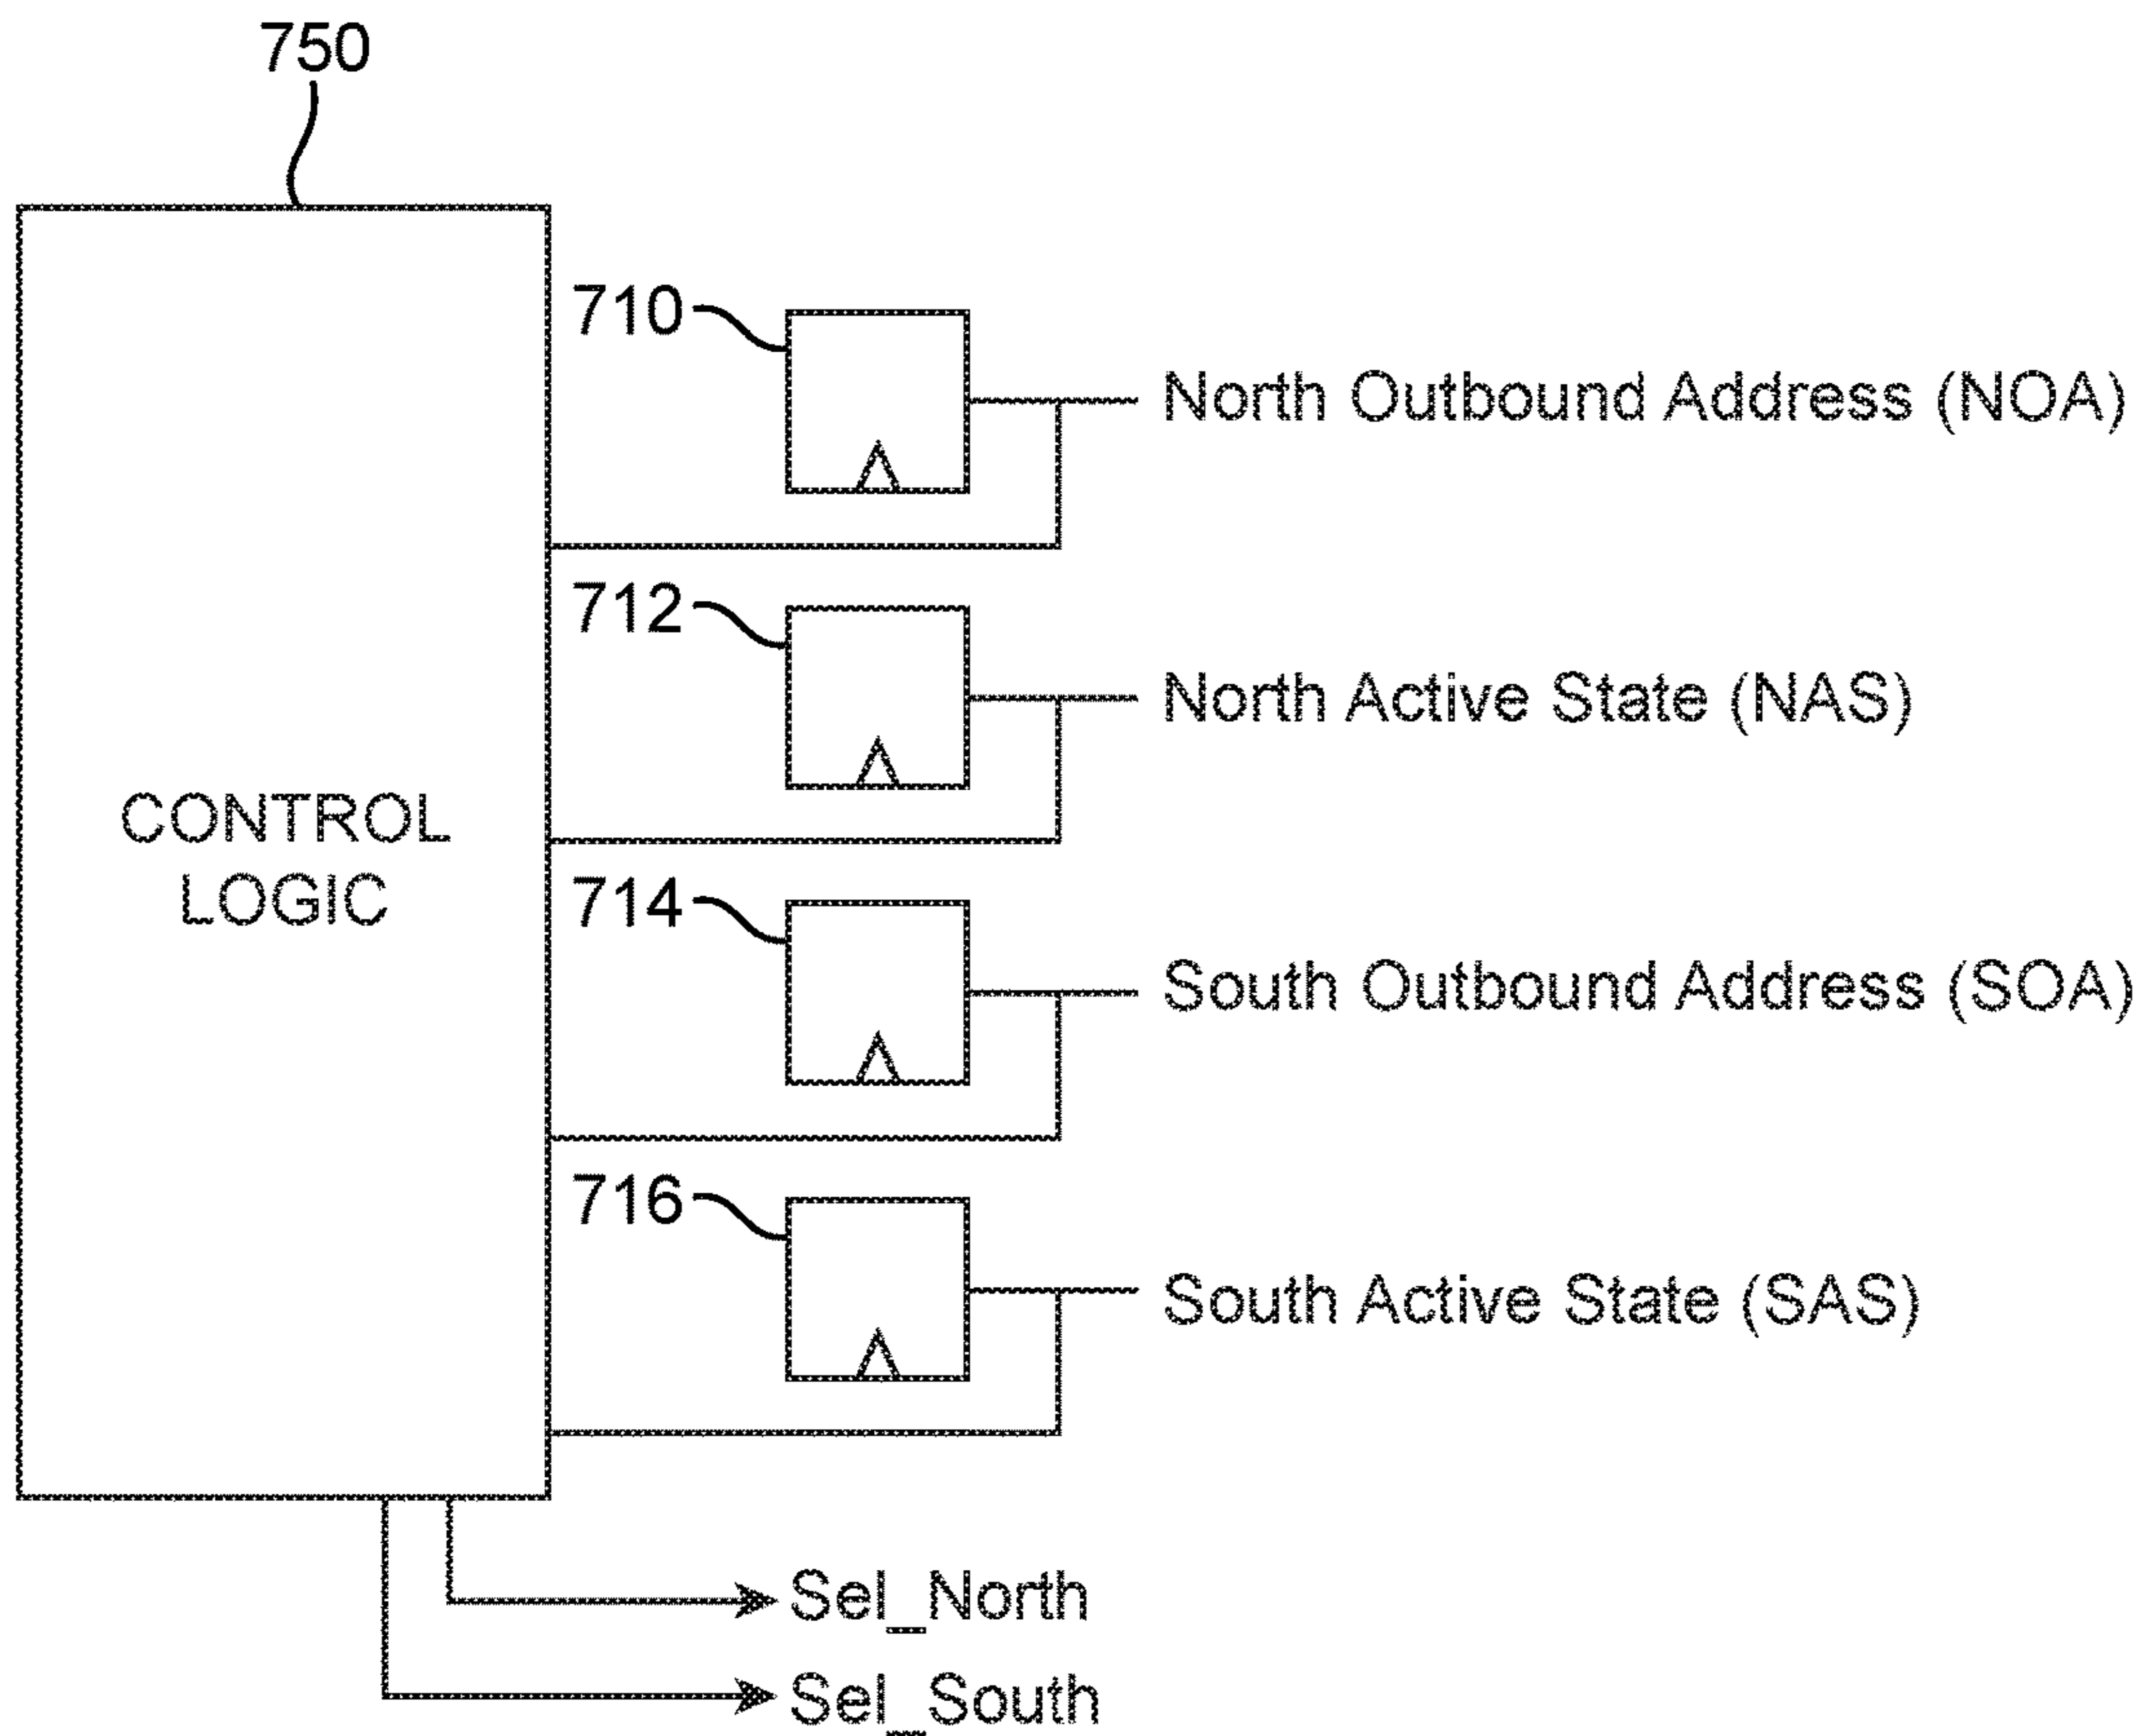 750
710
North Outbound Address (NOA)
712
North Active State (NAS)
CONTROL
LOGIC
714
South Outbound Address (SOA)
716
South Active State (SAS)
Sel_North
Sel_South